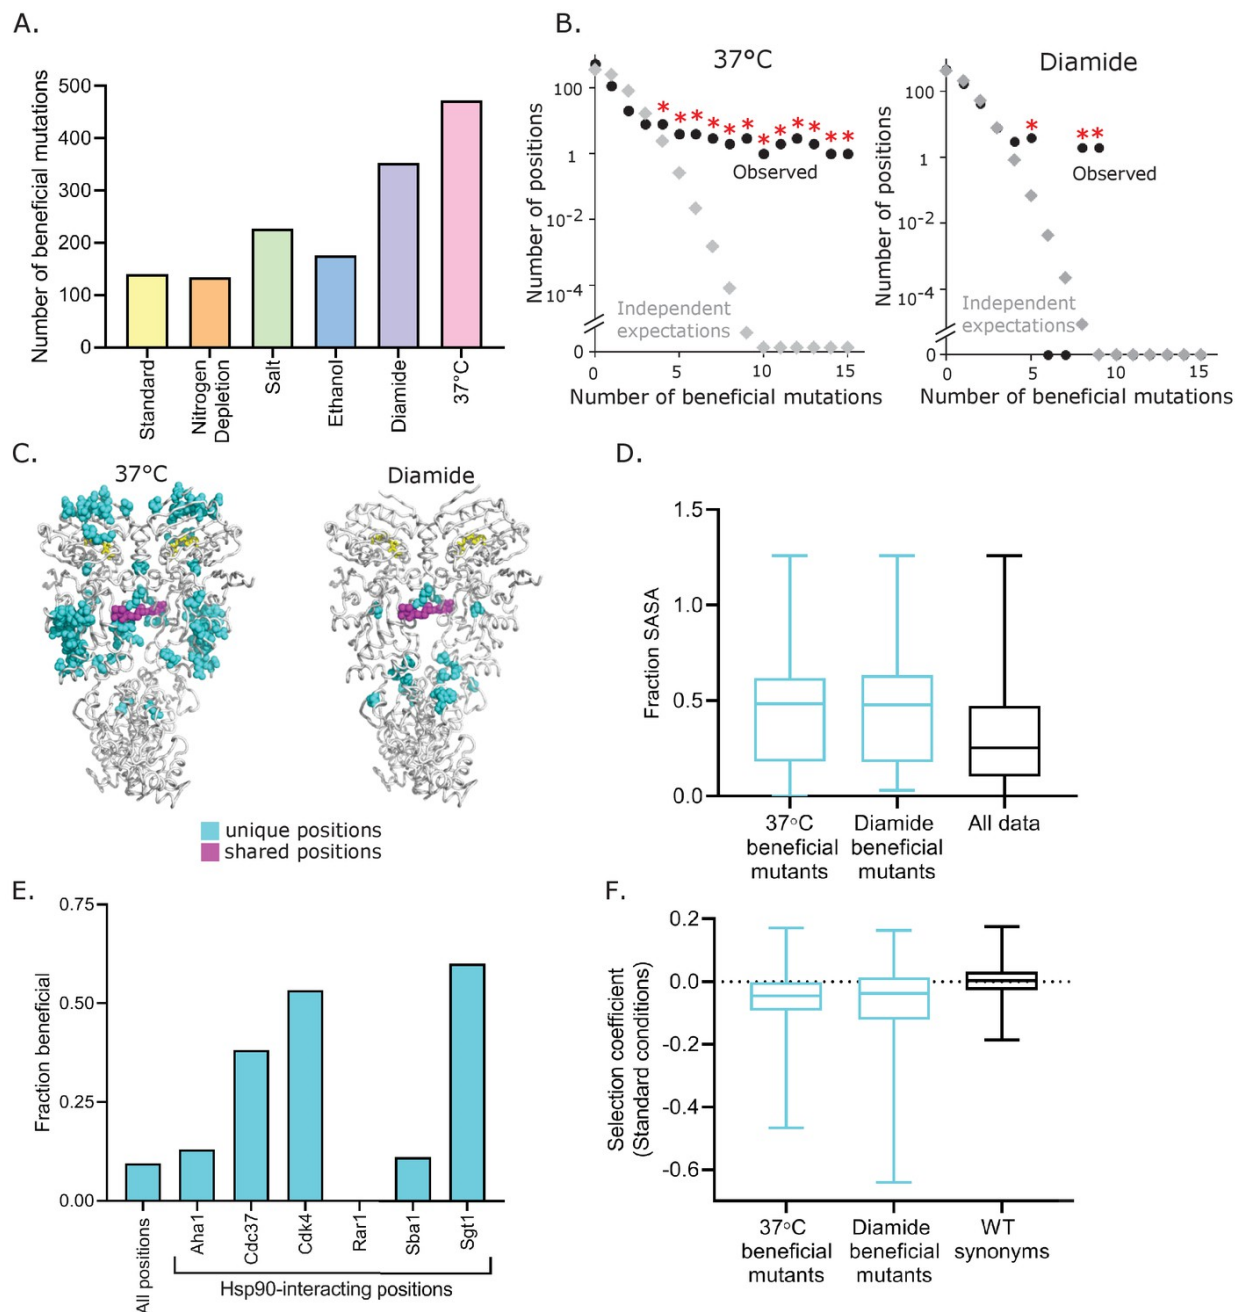 A.
Number of beneficial mutations
500
400
300
200
100
0
Standard
Nitrogen
Depletion
Salt
Ethanol
Diamide
37°C
B.
37°C
Number of positions
100
1
10⁻²
10⁻⁴
0
* * * * * * * * * * * *
Observed
Independent
expectations
0 5 10 15
Number of beneficial mutations
Diamide
Number of positions
100
1
10⁻²
10⁻⁴
0
* **
Observed
Independent
expectations
0 5 10 15
Number of beneficial mutations
C.
37°C
Diamide
unique positions
shared positions
D.
Fraction SASA
1.5
1.0
0.5
0.0
37°C
beneficial
mutants
Diamide
beneficial
mutants
All data
E.
Fraction beneficial
0.75
0.50
0.25
0.00
All positions
Aha1
Cdc37
Cdk4
Rar1
Sba1
Sgt1
Hsp90-interacting positions
F.
Selection coefficient
(Standard conditions)
0.2
0.0
-0.2
-0.4
-0.6
37°C
beneficial
mutants
Diamide
beneficial
mutants
WT
synonyms